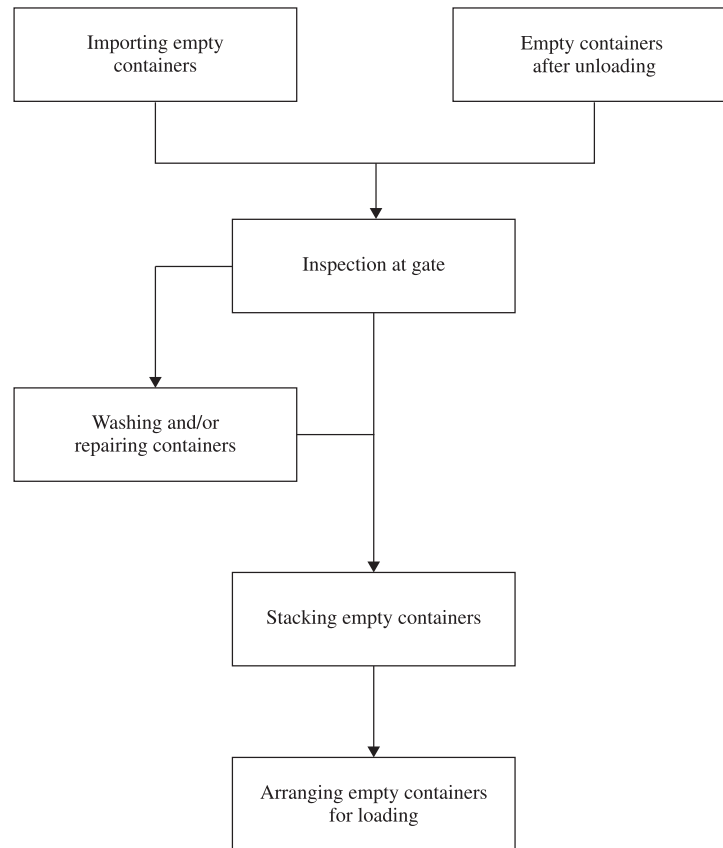 Importing empty
containers
Empty containers
after unloading
Inspection at gate
Washing and/or
repairing containers
Stacking empty containers
Arranging empty containers
for loading